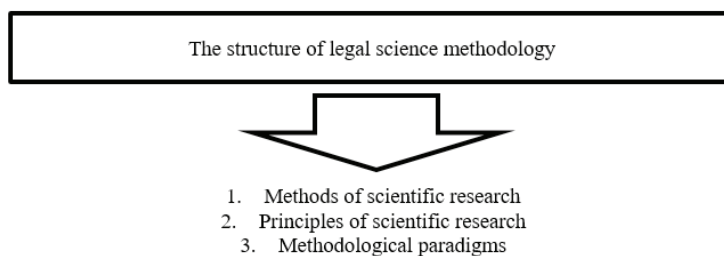 The structure of legal science methodology
1. Methods of scientific research
2. Principles of scientific research
3. Methodological paradigms